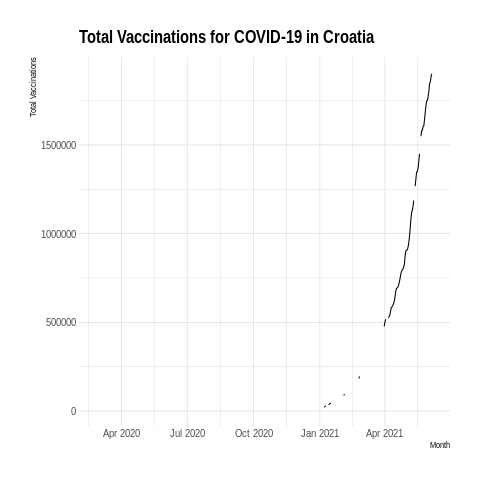 Total Vaccinations for COVID-19 in Croatia
Total Vaccinations
1500000
1000000
500000
0
Apr 2020 Jul 2020 Oct 2020 Jan 2021 Apr 2021
Month